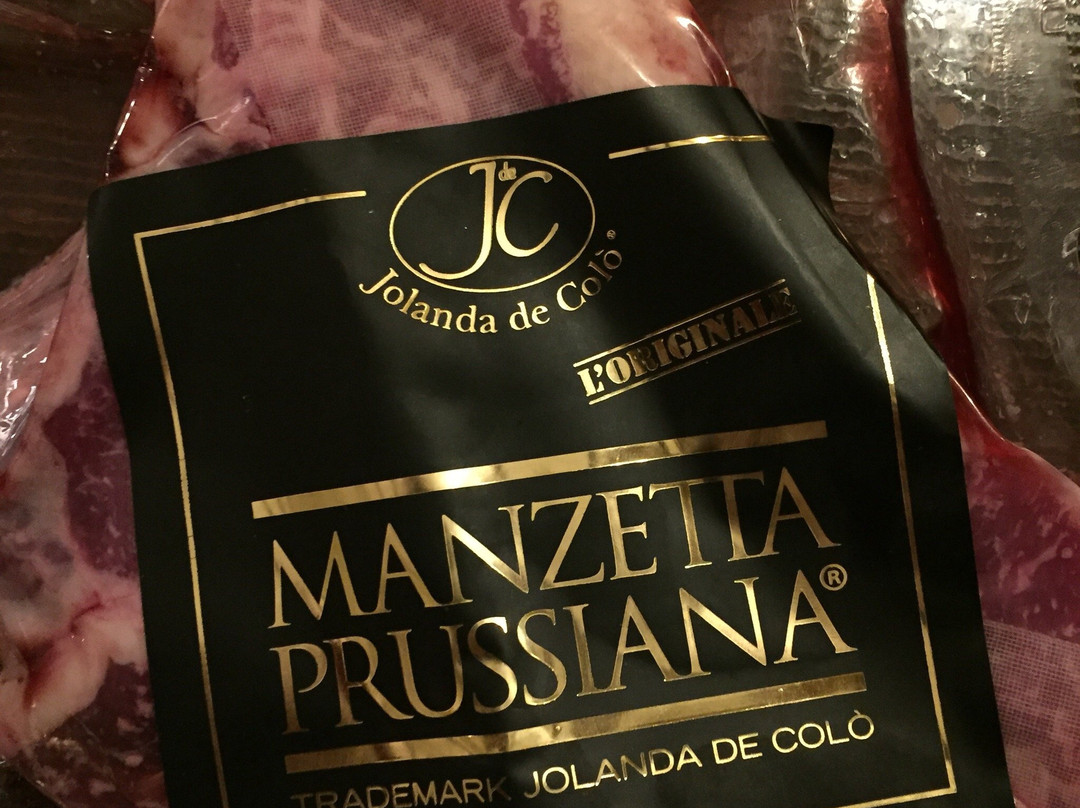 JdeC
Jolanda de Colò®
L'ORIGINALE
MANZETTA
PRUSSIANA®
TRADEMARK JOLANDA DE COLÒ